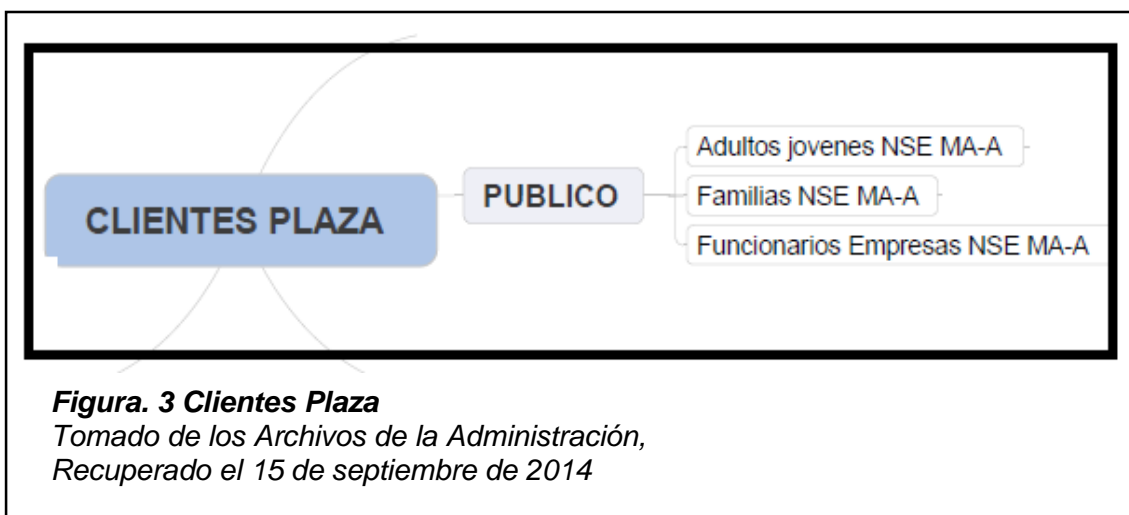 CLIENTES PLAZA
PUBLICO
Adultos jovenes NSE MA-A
Familias NSE MA-A
Funcionarios Empresas NSE MA-A
Figura. 3 Clientes Plaza
Tomado de los Archivos de la Administración,
Recuperado el 15 de septiembre de 2014